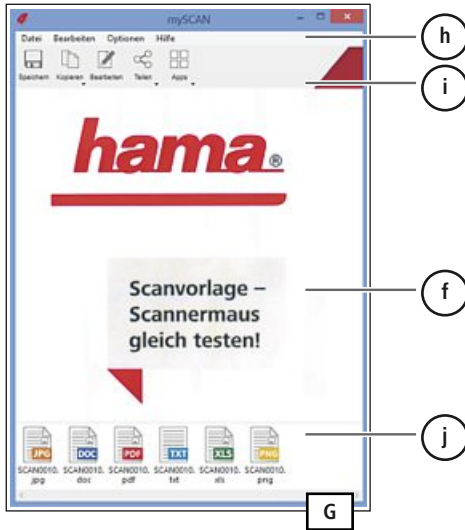 mySCAN
Datei Bearbeiten Optionen Hilfe
Speichern Kopieren Bearbeiten Teilen Apps
h
i
hama®
Scanvorlage –
Scannermaus
gleich testen!
f
j
JPG DOC PDF TXT XLS PNG
SCAN0010. SCAN0010. SCAN0010. SCAN0010. SCAN0010. SCAN0010.
jpg doc pdf txt xls png
G